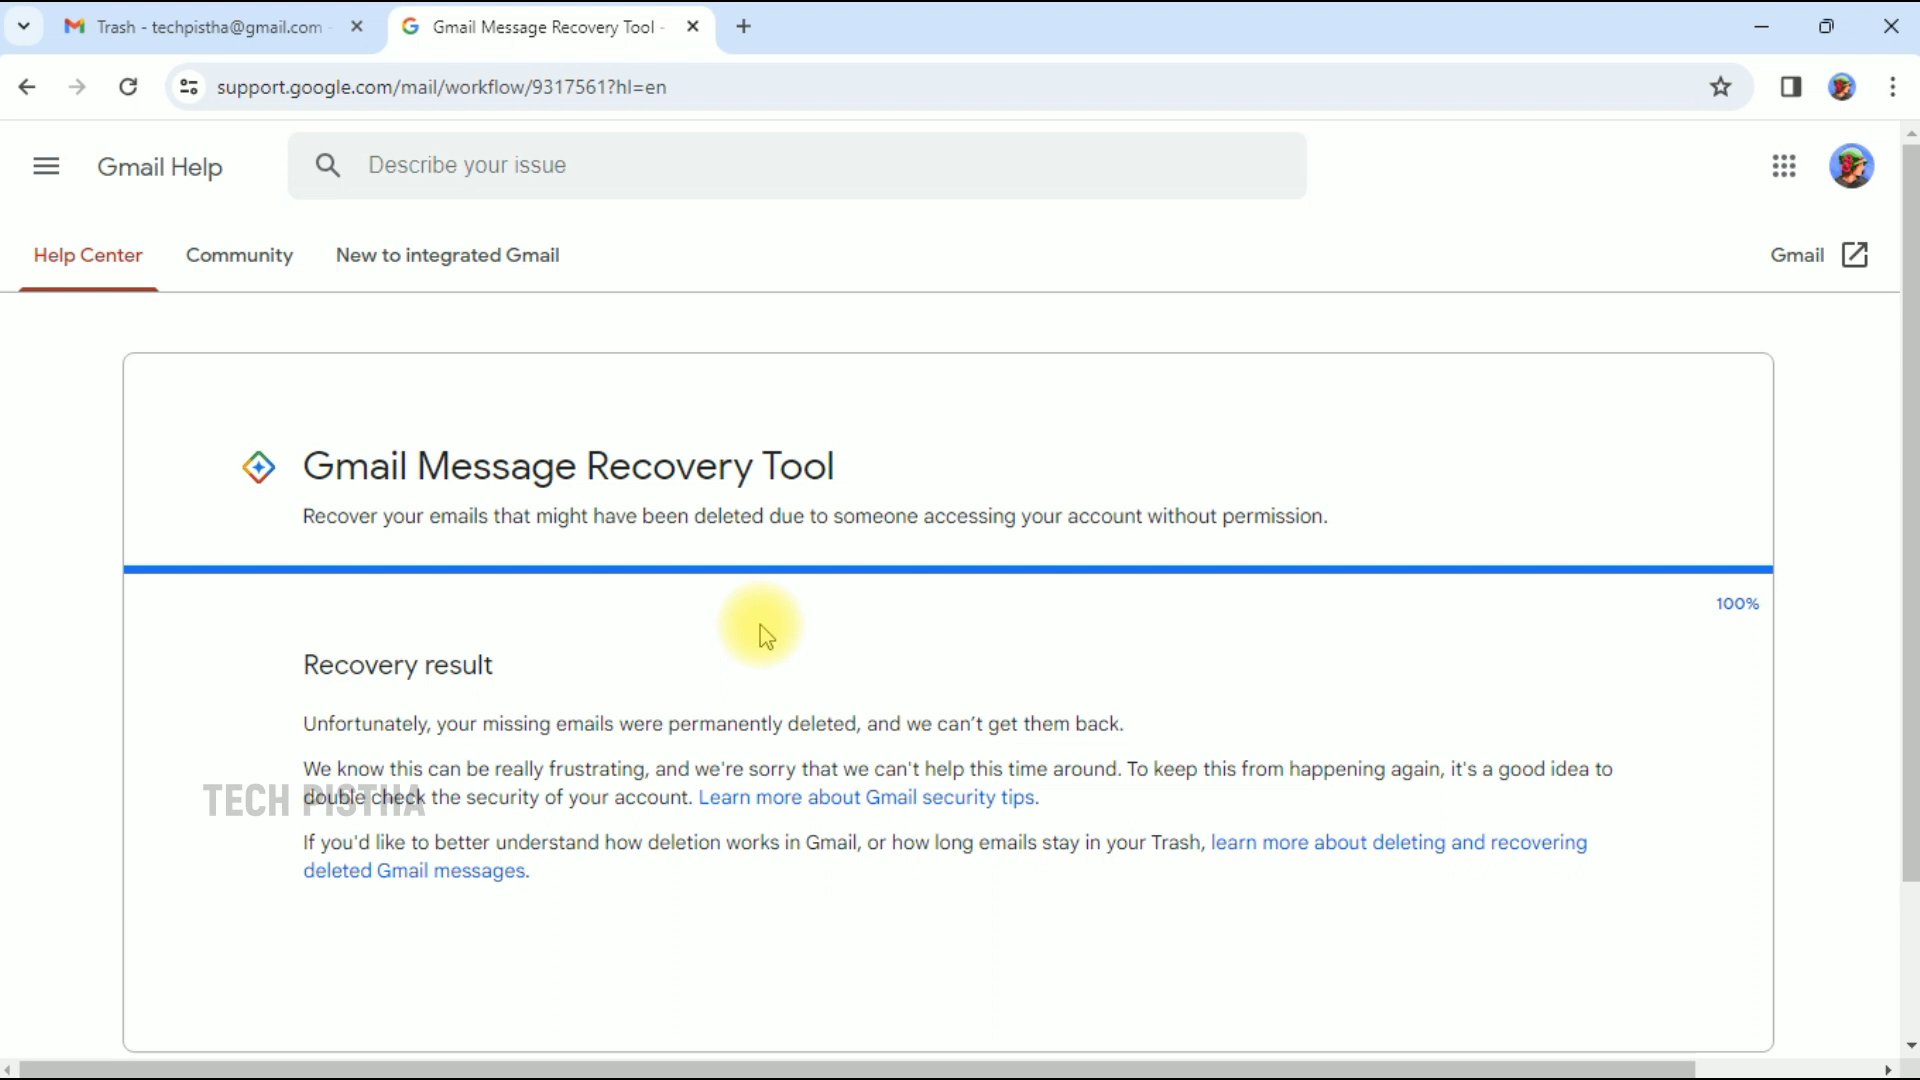 Trash - techpistha@gmail.com -
Gmail Message Recovery Tool -
support.google.com/mail/workflow/9317561?hl=en
Gmail Help
Describe your issue
Help Center
Community
New to integrated Gmail
Gmail
Gmail Message Recovery Tool
Recover your emails that might have been deleted due to someone accessing your account without permission.
100%
Recovery result
Unfortunately, your missing emails were permanently deleted, and we can’t get them back.
We know this can be really frustrating, and we're sorry that we can't help this time around. To keep this from happening again, it's a good idea to
double check the security of your account. Learn more about Gmail security tips.
TECH PISTHA
If you'd like to better understand how deletion works in Gmail, or how long emails stay in your Trash, learn more about deleting and recovering
deleted Gmail messages.